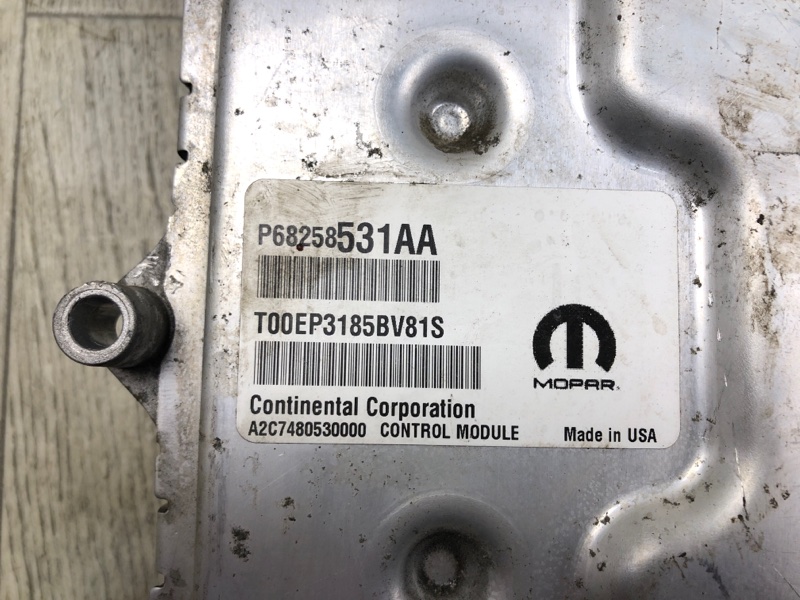 P68258531AA
T00EP3185BV81S
MOPAR®
Continental Corporation
A2C7480530000 CONTROL MODULE Made in USA